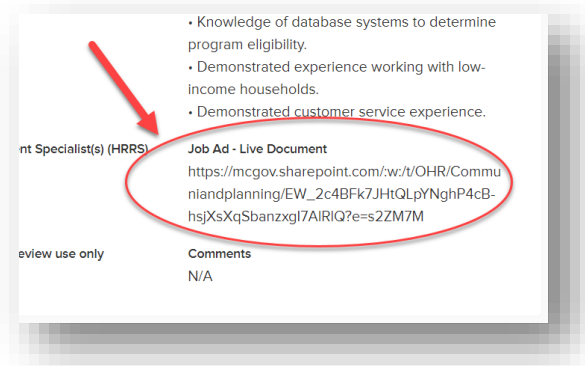 • Knowledge of database systems to determine
program eligibility.
• Demonstrated experience working with low-
income households.
• Demonstrated customer service experience.
nt Specialist(s) (HRRS)
Job Ad - Live Document
https://mcgov.sharepoint.com/:w:/t/OHR/Commu
niandplanning/EW_2c4BFk7JHtQLpYNghP4cB-
hsjXsXqSbanzxgl7AlRlQ?e=s2ZM7M
eview use only
Comments
N/A